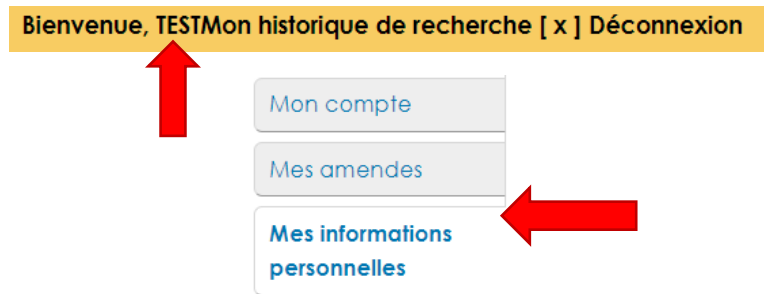 Bienvenue, TESTMon historique de recherche [ x ] Déconnexion
Mon compte
Mes amendes
Mes informations
personnelles